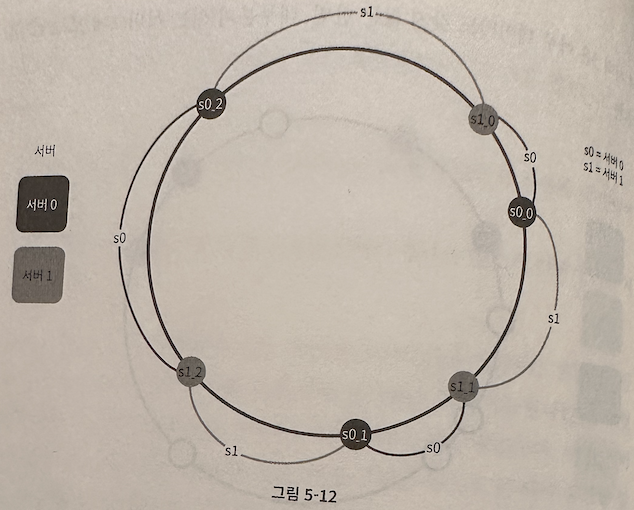 s1
s0_2
s1_0
서버
s0
s0 = 서버 0
s1 = 서버 1
서버 0
s0_0
s0
서버 1
s1
s1_2
s1_1
s0_1
s1
s0
그림 5-12